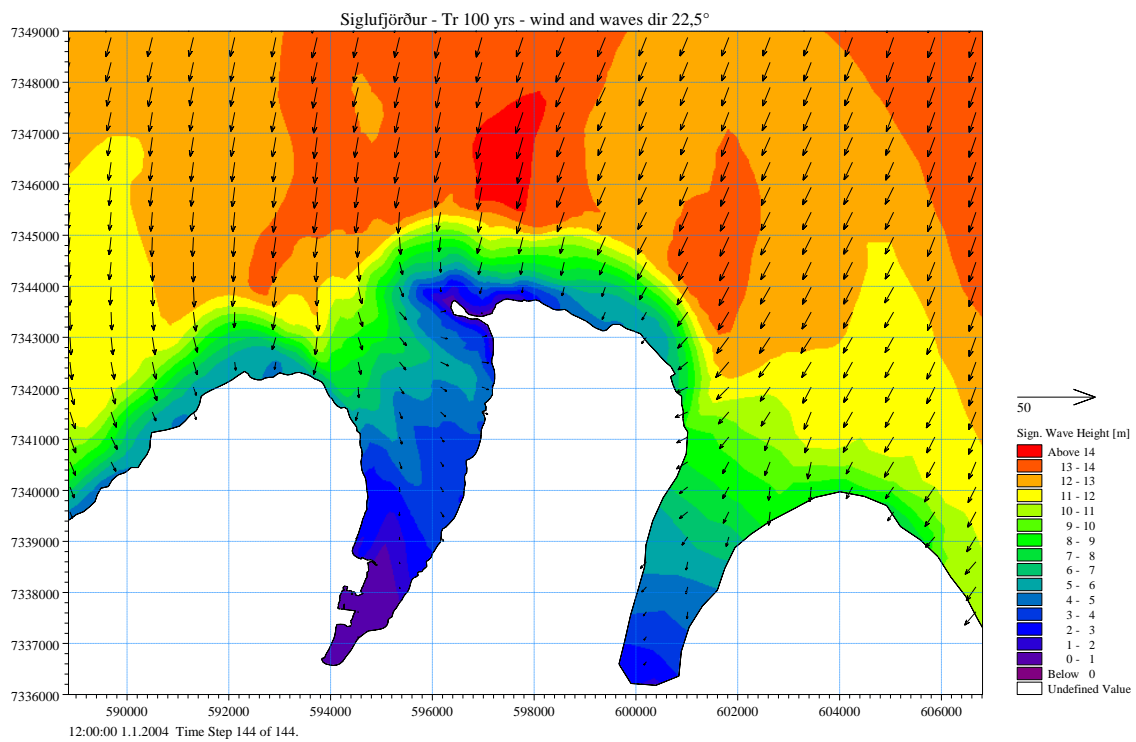 Siglufjörður - Tr 100 yrs - wind and waves dir 22,5°
7349000
7348000
7347000
7346000
7345000
7344000
7343000
7342000
7341000
7340000
7339000
7338000
7337000
7336000
590000 592000 594000 596000 598000 600000 602000 604000 606000
12:00:00 1.1.2004 Time Step 144 of 144.
50
Sign. Wave Height [m]
Above 14
13 - 14
12 - 13
11 - 12
10 - 11
9 - 10
8 - 9
7 - 8
6 - 7
5 - 6
4 - 5
3 - 4
2 - 3
1 - 2
0 - 1
Below 0
Undefined Value